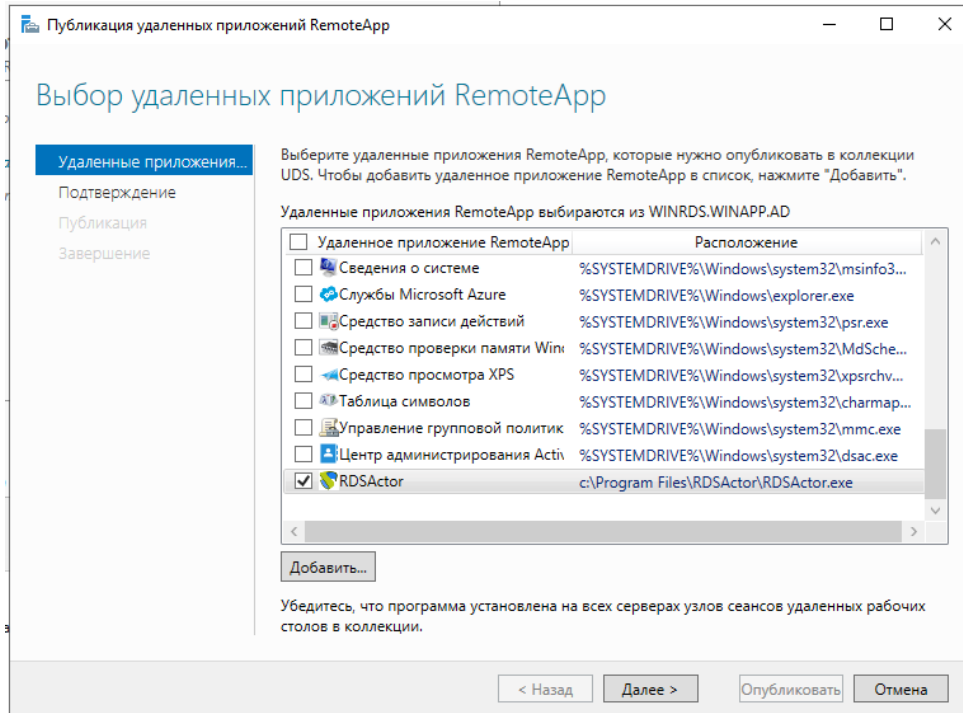 Публикация удаленных приложений RemoteApp
Выбор удаленных приложений RemoteApp
Удаленные приложения...
Подтверждение
Публикация
Завершение
Выберите удаленные приложения RemoteApp, которые нужно опубликовать в коллекции
UDS. Чтобы добавить удаленное приложение RemoteApp в список, нажмите "Добавить".
Удаленные приложения RemoteApp выбираются из WINRDS.WINAPP.AD
Удаленное приложение RemoteApp Расположение
Сведения о системе %SYSTEMDRIVE%\Windows\system32\msinfo3...
Службы Microsoft Azure %SYSTEMDRIVE%\Windows\explorer.exe
Средство записи действий %SYSTEMDRIVE%\Windows\system32\psr.exe
Средство проверки памяти Wind %SYSTEMDRIVE%\Windows\system32\MdSche...
Средство просмотра XPS %SYSTEMDRIVE%\Windows\system32\xpsrchv...
Таблица символов %SYSTEMDRIVE%\Windows\system32\charmap...
Управление групповой политик %SYSTEMDRIVE%\Windows\system32\mmc.exe
Центр администрирования Activ %SYSTEMDRIVE%\Windows\system32\dsac.exe
RDSActor c:\Program Files\RDSActor\RDSActor.exe
Добавить...
Убедитесь, что программа установлена на всех серверах узлов сеансов удаленных рабочих
столов в коллекции.
< Назад Далее > Опубликовать Отмена